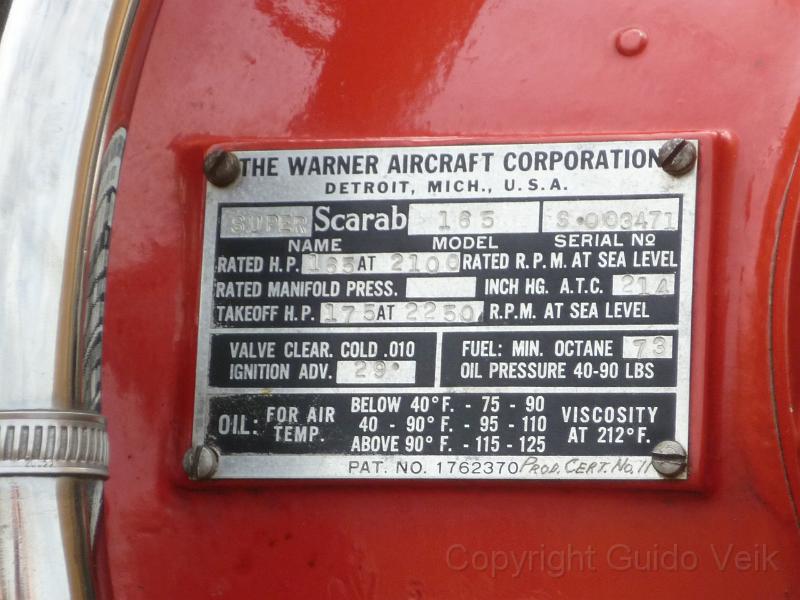 THE WARNER AIRCRAFT CORPORATION
DETROIT, MICH., U.S.A.
SUPER Scarab 165 S-003471
NAME MODEL SERIAL NO
RATED H.P. 165 AT 2100 RATED R.P.M. AT SEA LEVEL
RATED MANIFOLD PRESS. INCH HG. A.T.C. 214
TAKEOFF H.P. 175 AT 2250 R.P.M. AT SEA LEVEL
VALVE CLEAR. COLD .010
IGNITION ADV. 29°
FUEL: MIN. OCTANE 73
OIL PRESSURE 40-90 LBS
OIL: FOR AIR TEMP.
BELOW 40°F. - 75 - 90
40 - 90°F. - 95 - 110
ABOVE 90°F. - 115 - 125
VISCOSITY
AT 212°F.
PAT. NO. 1762370 PROD. CERT. NO. 11
Copyright Guido Veik